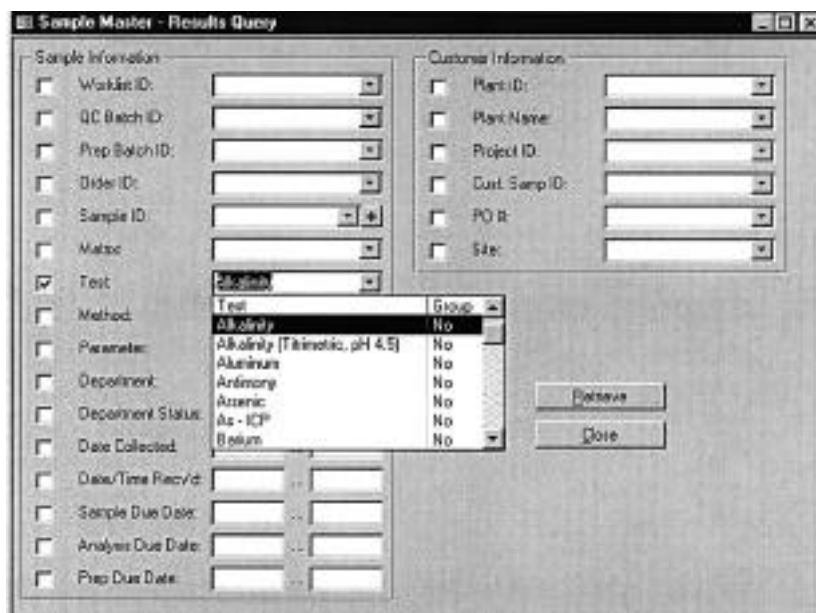 Sample Master - Results Query
Sample Information
Worklist ID:
QC Batch ID:
Prep Batch ID:
Order ID:
Sample ID:
Matrix:
Test:
Alkalinity
Method:
Parameter:
Department:
Department Status:
Date Collected:
Date/Time Recv'd:
Sample Due Date:
Analysis Due Date:
Prep Due Date:
Test Group
Alkalinity No
Alkalinity (Titrimetric, pH 4.5) No
Aluminum No
Antimony No
Arsenic No
As - ICP No
Barium No
Customer Information
Plant ID:
Plant Name:
Project ID:
Cust. Samp ID:
PO #:
Site:
Retrieve
Close